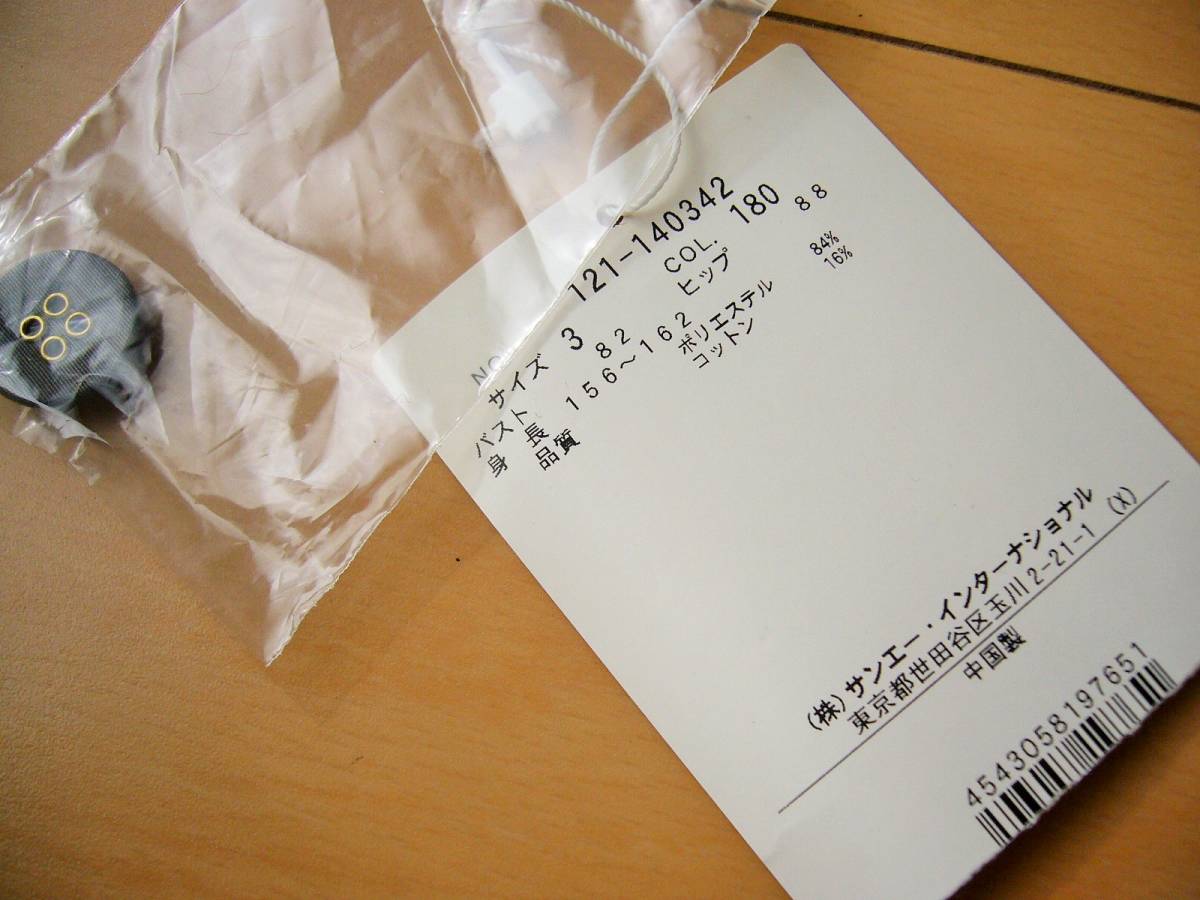 NO 121-140342
サイズ 3 COL. 180
バスト 82 ヒップ 88
身長 156～162
品質 ポリエステル 84%
コットン 16%
(株)サンエー・インターナショナル
東京都世田谷区玉川2-21-1 (X)
中国製
4543058197651